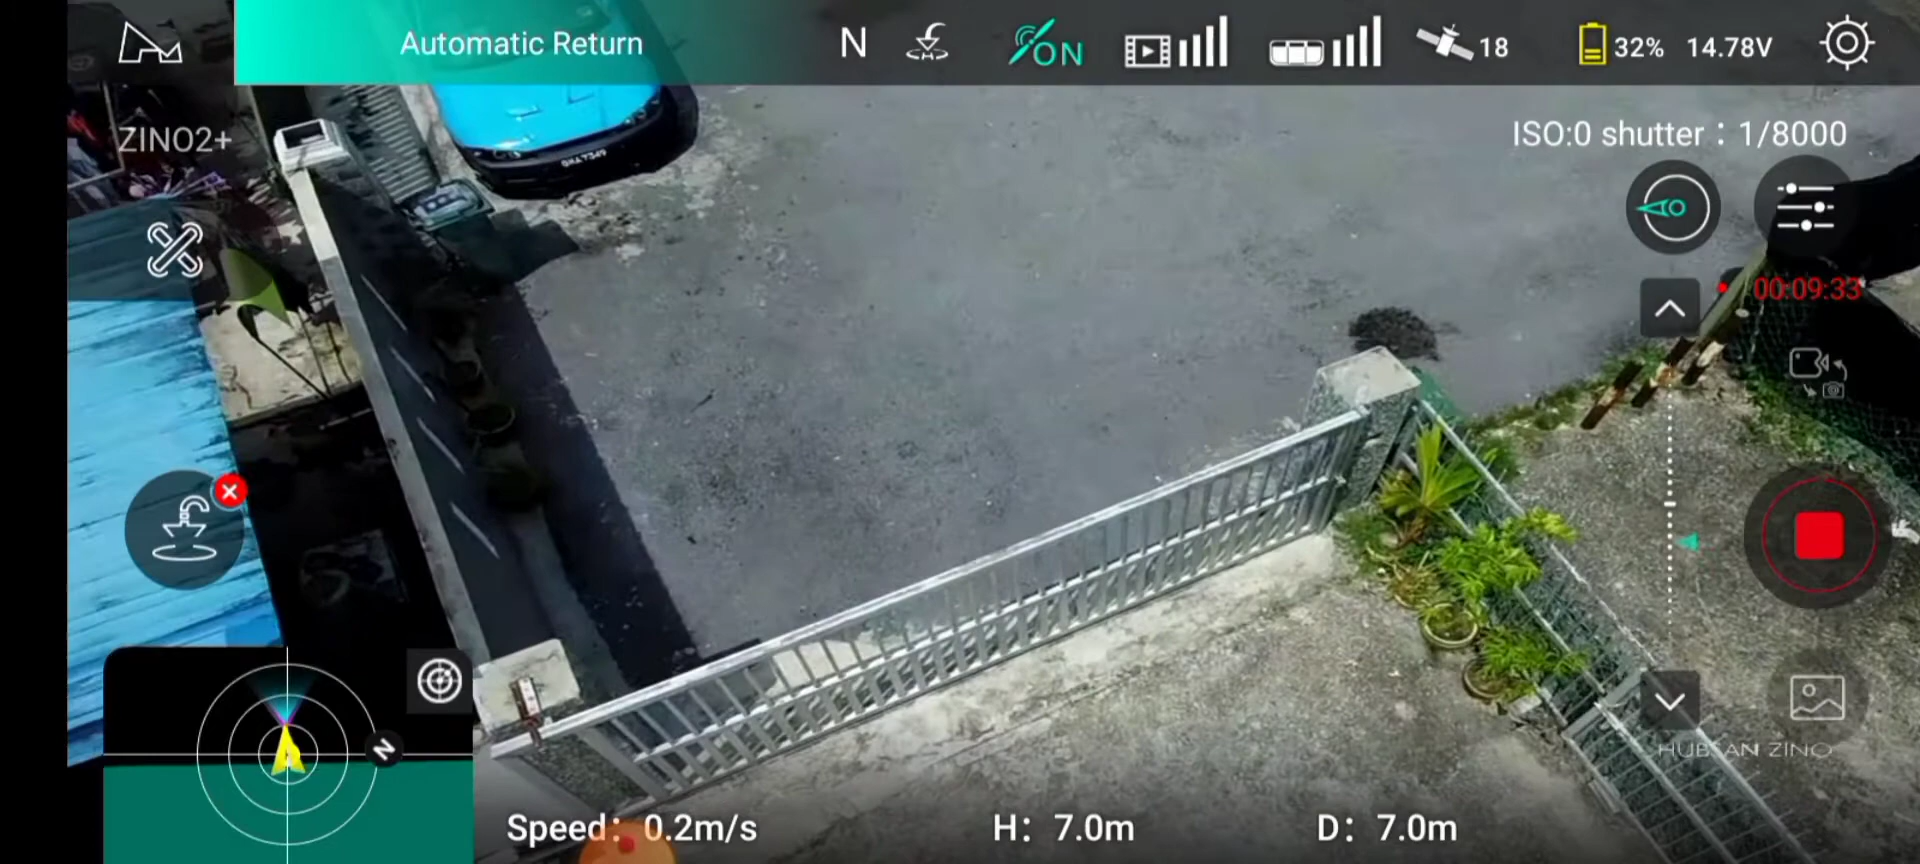 Automatic Return
N
H
ON
18
32%
14.78V
ZINO2+
ISO:0 shutter：1/8000
00:09:33
N
HUBSAN ZINO
Speed：0.2m/s
H：7.0m
D：7.0m